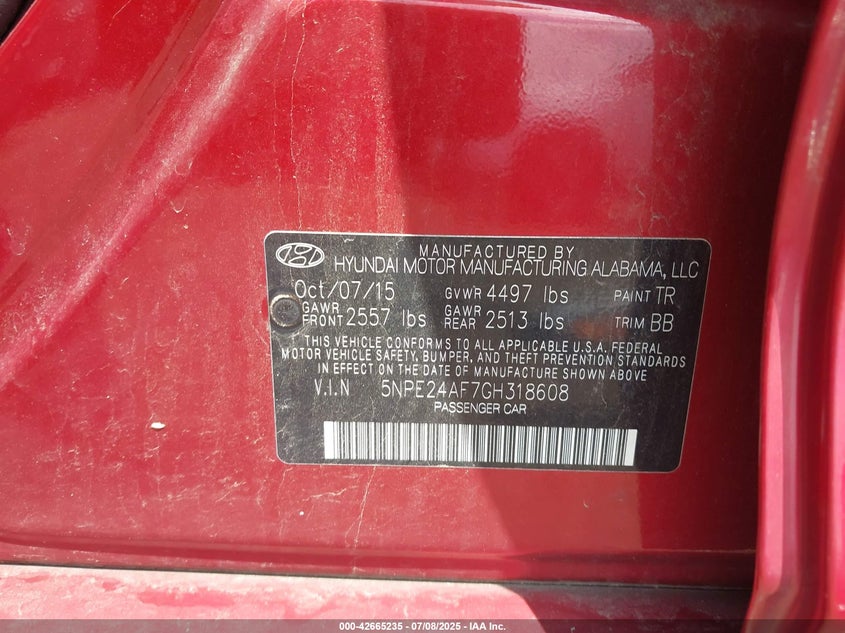 MANUFACTURED BY
HYUNDAI MOTOR MANUFACTURING ALABAMA, LLC
Oct/07/15 GVWR 4497 lbs PAINT TR
GAWR FRONT 2557 lbs GAWR REAR 2513 lbs TRIM BB
THIS VEHICLE CONFORMS TO ALL APPLICABLE U.S.A. FEDERAL
MOTOR VEHICLE SAFETY, BUMPER, AND THEFT PREVENTION STANDARDS
IN EFFECT ON THE DATE OF MANUFACTURE SHOWN ABOVE
V.I.N 5NPE24AF7GH318608
PASSENGER CAR
000-42665235 - 07/08/2025 - IAA Inc.